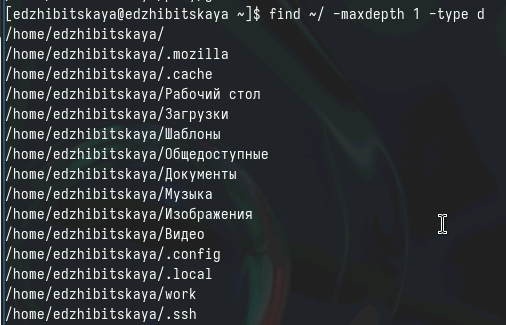 [edzhibitskaya@edzhibitskaya ~]$ find ~/ -maxdepth 1 -type d
/home/edzhibitskaya/
/home/edzhibitskaya/.mozilla
/home/edzhibitskaya/.cache
/home/edzhibitskaya/Рабочий стол
/home/edzhibitskaya/Загрузки
/home/edzhibitskaya/Шаблоны
/home/edzhibitskaya/Общедоступные
/home/edzhibitskaya/Документы
/home/edzhibitskaya/Музыка
/home/edzhibitskaya/Изображения
/home/edzhibitskaya/Видео
/home/edzhibitskaya/.config
/home/edzhibitskaya/.local
/home/edzhibitskaya/work
/home/edzhibitskaya/.ssh